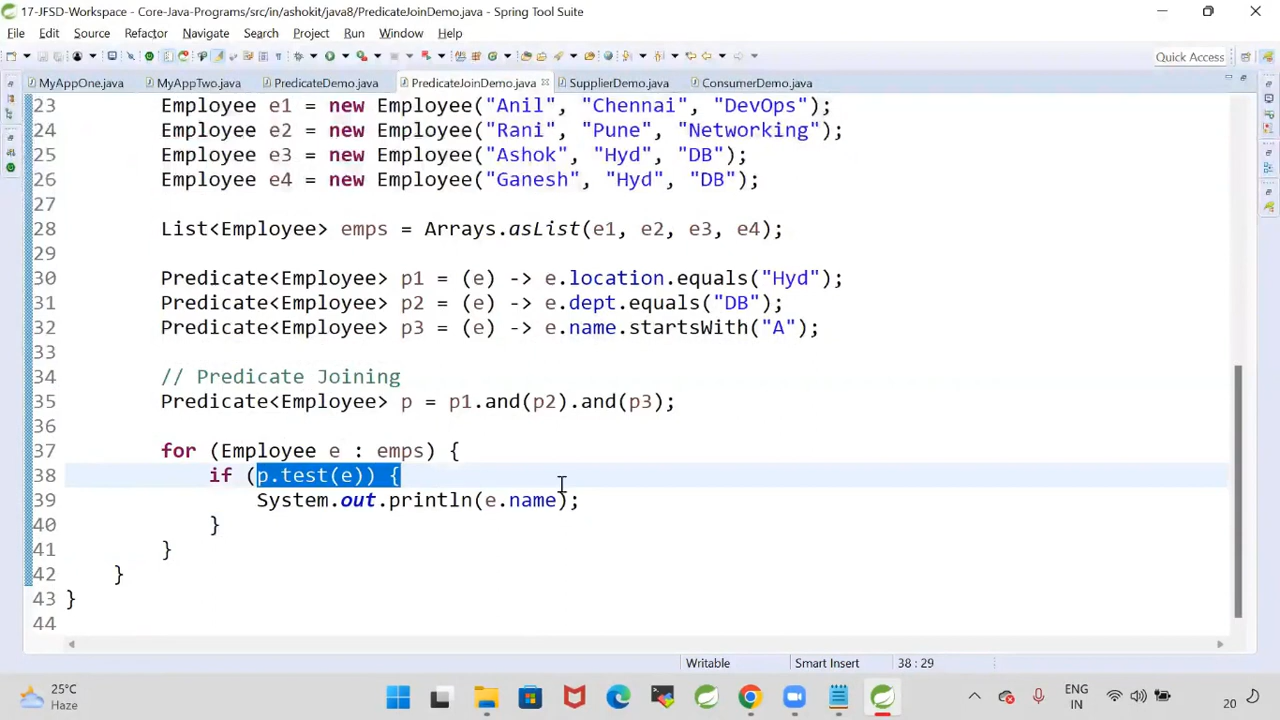 17-JFSD-Workspace - Core-Java-Programs/src/in/ashokit/java8/PredicateJoinDemo.java - Spring Tool Suite
File Edit Source Refactor Navigate Search Project Run Window Help
Quick Access
MyAppOne.java MyAppTwo.java PredicateDemo.java PredicateJoinDemo.java SupplierDemo.java ConsumerDemo.java
23 Employee e1 = new Employee("Anil", "Chennai", "DevOps");
24 Employee e2 = new Employee("Rani", "Pune", "Networking");
25 Employee e3 = new Employee("Ashok", "Hyd", "DB");
26 Employee e4 = new Employee("Ganesh", "Hyd", "DB");
27
28 List<Employee> emps = Arrays.asList(e1, e2, e3, e4);
29
30 Predicate<Employee> p1 = (e) -> e.location.equals("Hyd");
31 Predicate<Employee> p2 = (e) -> e.dept.equals("DB");
32 Predicate<Employee> p3 = (e) -> e.name.startsWith("A");
33
34 // Predicate Joining
35 Predicate<Employee> p = p1.and(p2).and(p3);
36
37 for (Employee e : emps) {
38 if (p.test(e)) {
39 System.out.println(e.name);
40 }
41 }
42 }
43 }
44
Writable Smart Insert 38 : 29
25°C
Haze
ENG
IN
20